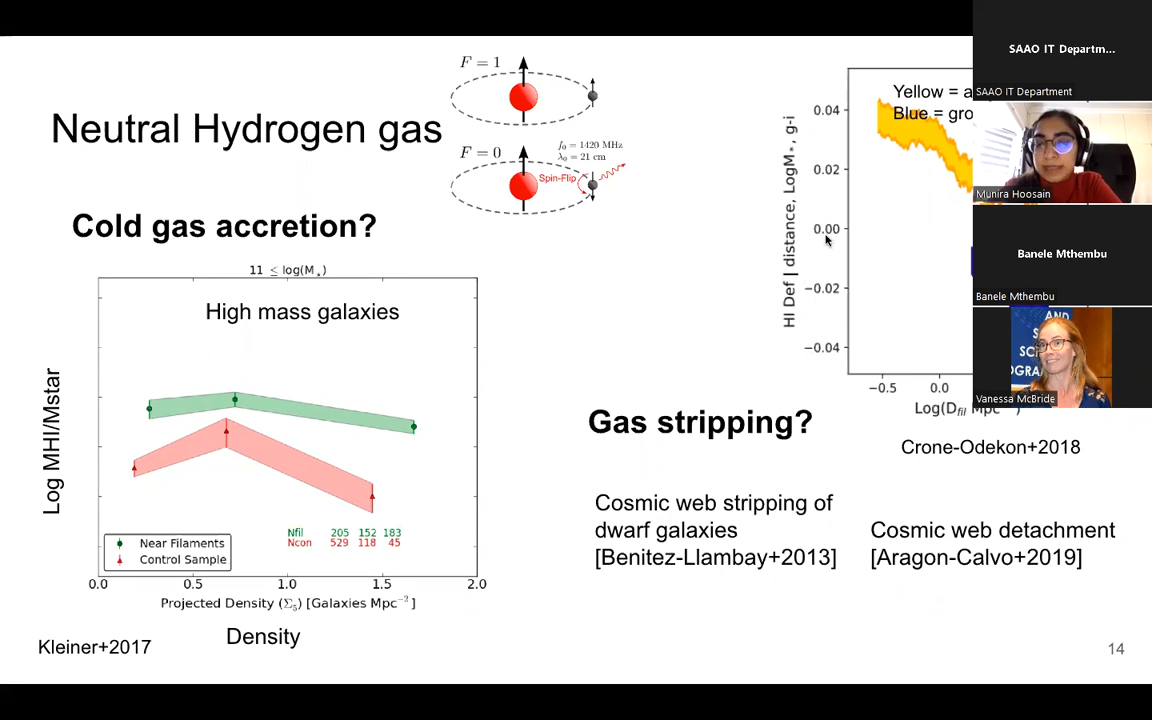 Neutral Hydrogen gas
F = 1
F = 0
f₀ = 1420 MHz
λ₀ = 21 cm
Spin-Flip
Cold gas accretion?
11 ≤ log(M⋆)
High mass galaxies
Log MHI/Mstar
Nfil 205 152 183
Ncon 529 118 45
Near Filaments
Control Sample
0.0 0.5 1.0 1.5 2.0
Projected Density (Σ₅) [Galaxies Mpc⁻²]
Density
Kleiner+2017
Yellow = a
Blue = gro
HI Def | distance, LogM⋆, g-i
0.04
0.02
0.00
−0.02
−0.04
−0.5 0.0
Log(D_fil Mpc
Crone-Odekon+2018
Gas stripping?
Cosmic web stripping of
dwarf galaxies
[Benitez-Llambay+2013]
Cosmic web detachment
[Aragon-Calvo+2019]
14
SAAO IT Departm...
SAAO IT Department
Munira Hoosain
Banele Mthembu
Banele Mthembu
AND
Vanessa McBride